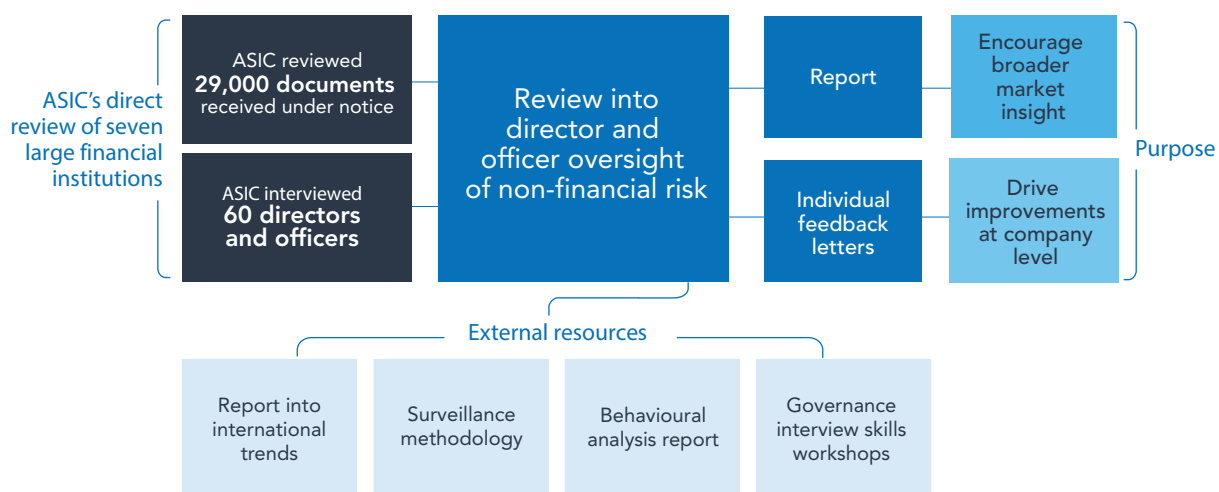 ASIC's direct
review of seven
large financial
institutions
ASIC reviewed
29,000 documents
received under notice
ASIC interviewed
60 directors
and officers
Review into
director and
officer oversight
of non-financial risk
Report
Individual
feedback
letters
Encourage
broader
market
insight
Drive
improvements
at company
level
Purpose
External resources
Report into
international
trends
Surveillance
methodology
Behavioural
analysis report
Governance
interview skills
workshops